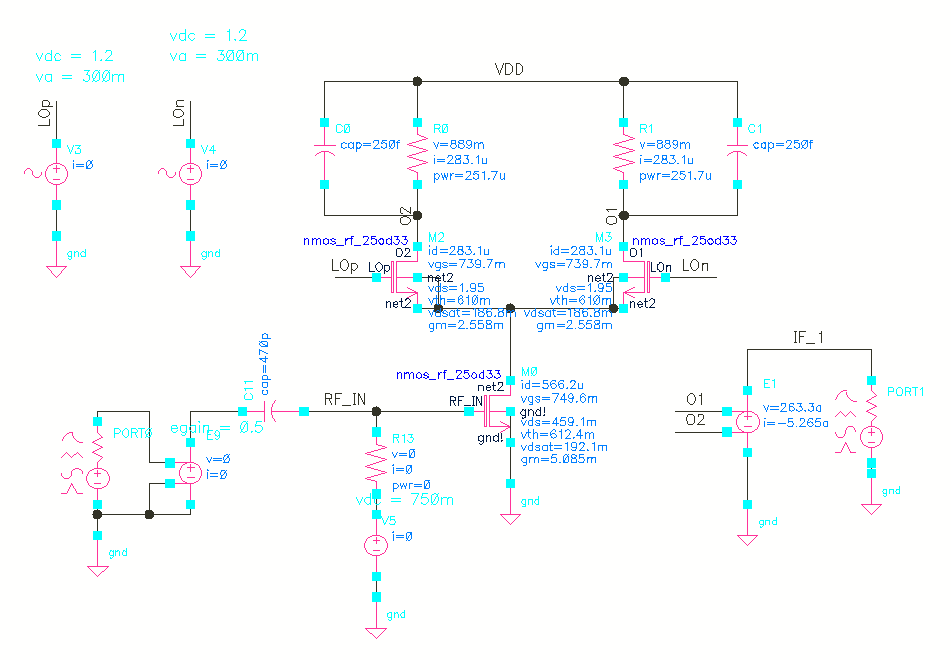 vdc = 1.2
va = 300m
vdc = 1.2
va = 300m
LOp
V3
i=0
gnd
LOn
V4
i=0
gnd
VDD
C0
cap=250f
R0
v=889m
i=283.1u
pwr=251.7u
R1
v=889m
i=283.1u
pwr=251.7u
C1
cap=250f
O2
O1
nmos_rf_25od33
M2
O2
id=283.1u
vgs=739.7m
LOp
LOp
net2
vds=1.95
vth=610m
net2
vdsat=186.8m
gm=2.558m
M3
nmos_rf_25od33
id=283.1u
O1
vgs=739.7m
net2
LOn
LOn
vds=1.95
vth=610m
net2
vdsat=186.8m
gm=2.558m
nmos_rf_25od33
M0
net2
id=566.2u
vgs=749.6m
RF_IN
gnd!
vds=459.1m
vth=612.4m
gnd!
vdsat=192.1m
gm=5.085m
gnd
C11
cap=470p
RF_IN
PORT0
egain = 0.5
E9
v=0
i=0
gnd
R13
v=0
i=0
pwr=0
vdc = 750m
V5
i=0
gnd
IF_1
O1
O2
E1
v=263.3a
i=-5.265a
gnd
PORT1
gnd